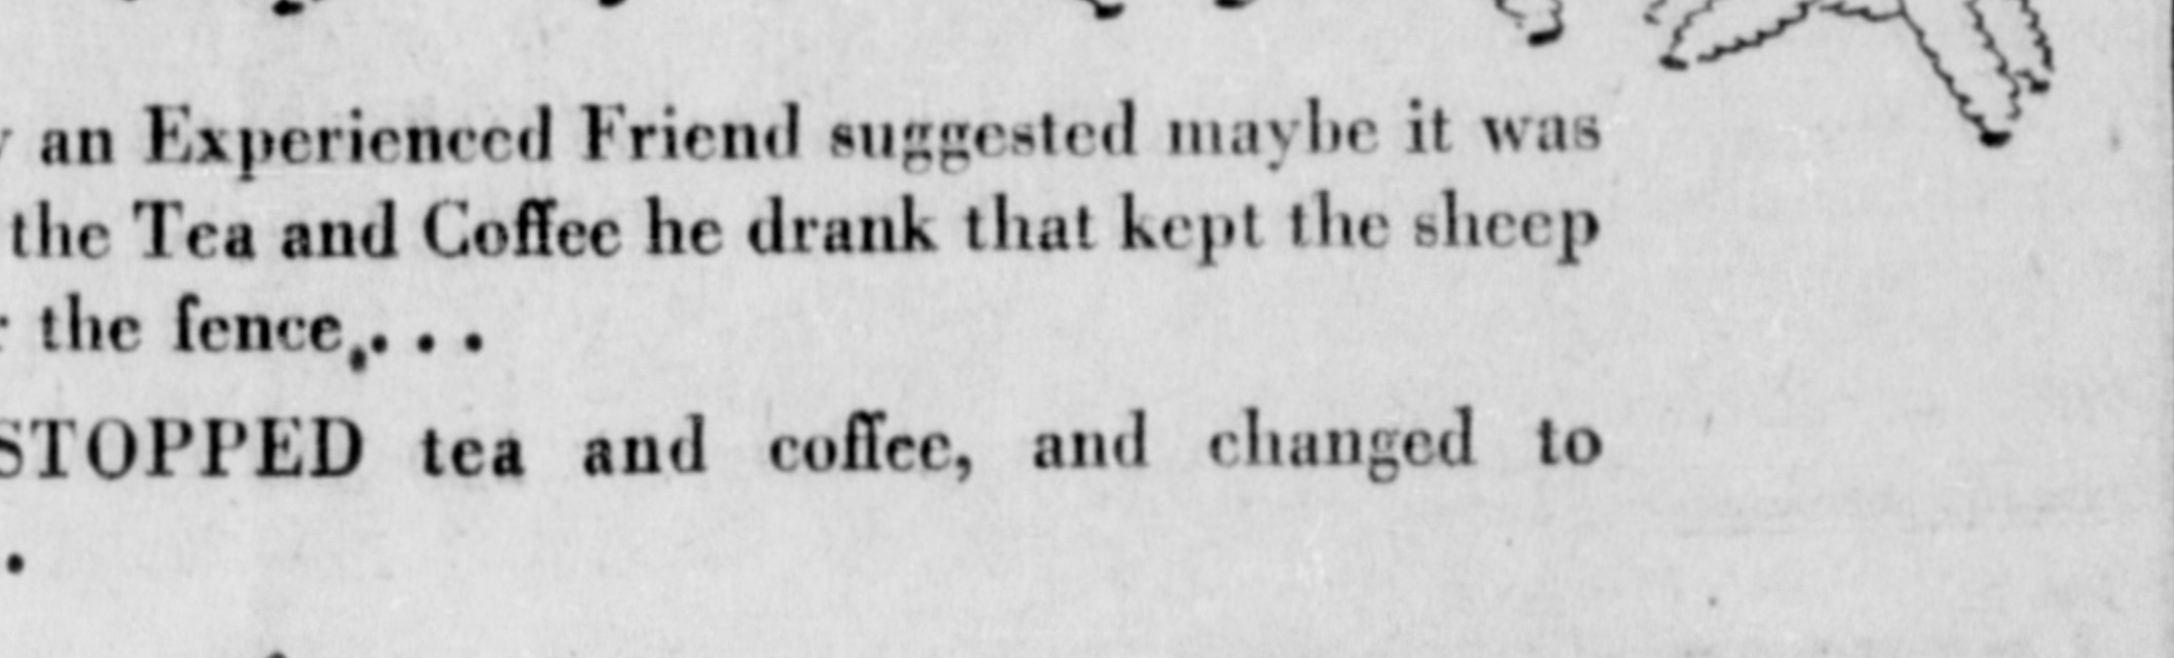 an Experienced Friend suggested maybe it was
the Tea and Coffee he drank that kept the sheep
the fence,...
STOPPED tea and coffee, and changed to
.